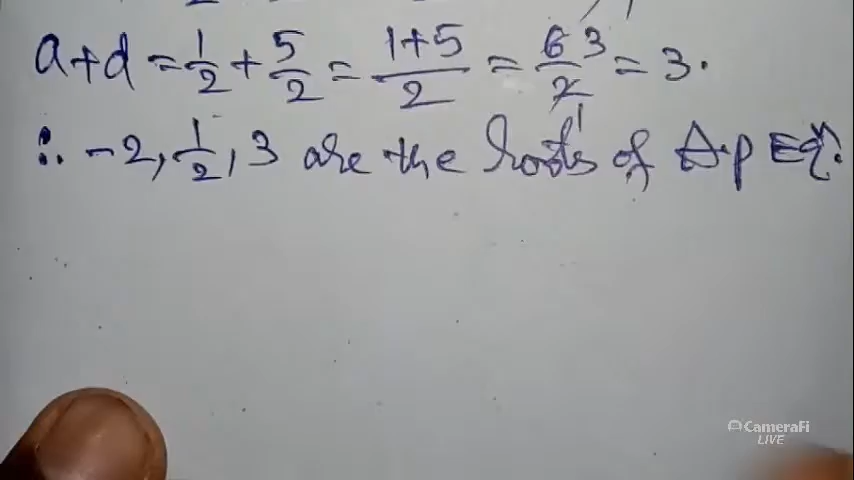 a+d = 1/2 + 5/2 = 1+5/2 = 6 3/2 1 = 3.
∴ -2, 1/2, 3 are the roots of A.p Eqn.
CameraFi
LIVE